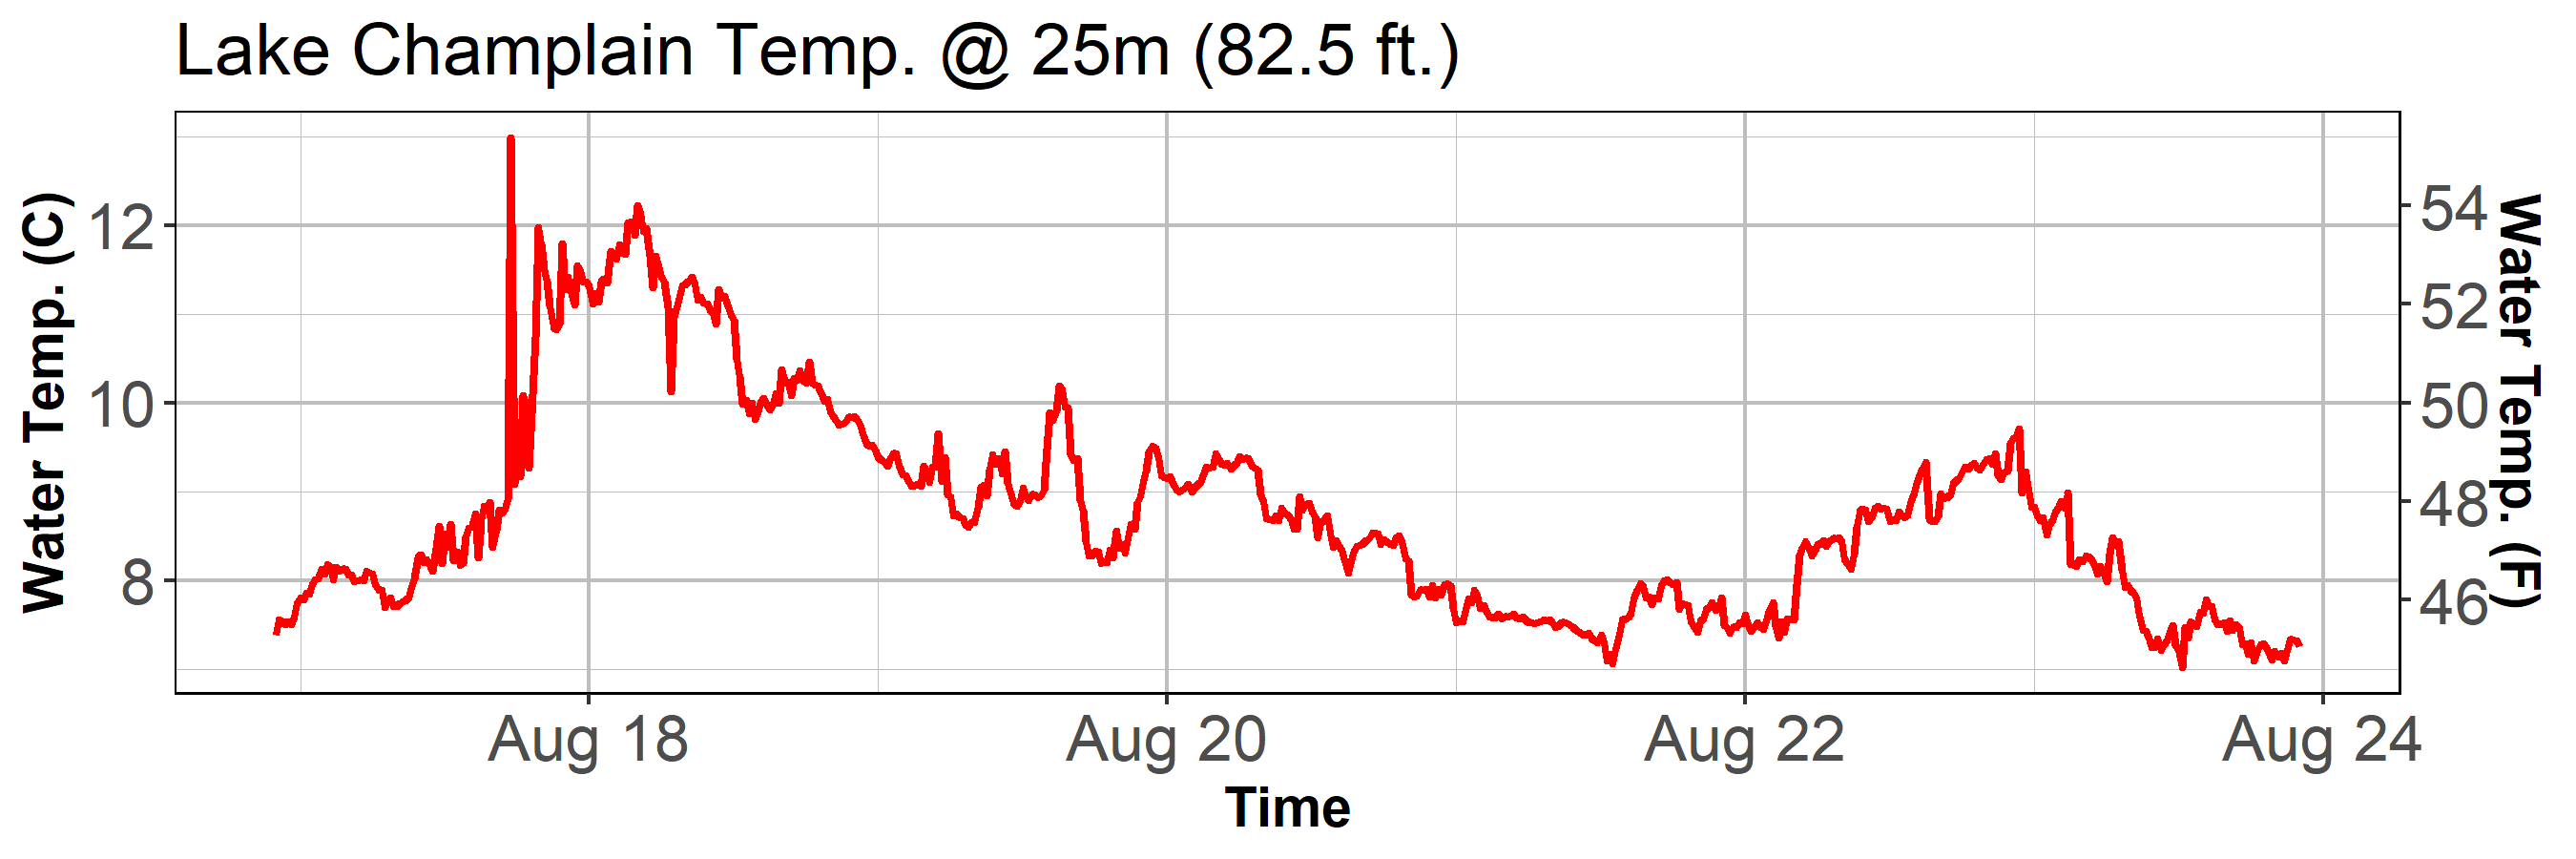 Lake Champlain Temp. @ 25m (82.5 ft.)
Water Temp. (C)
12
10
8
54
52
50
48
46
Water Temp. (F)
Aug 18
Aug 20
Aug 22
Aug 24
Time